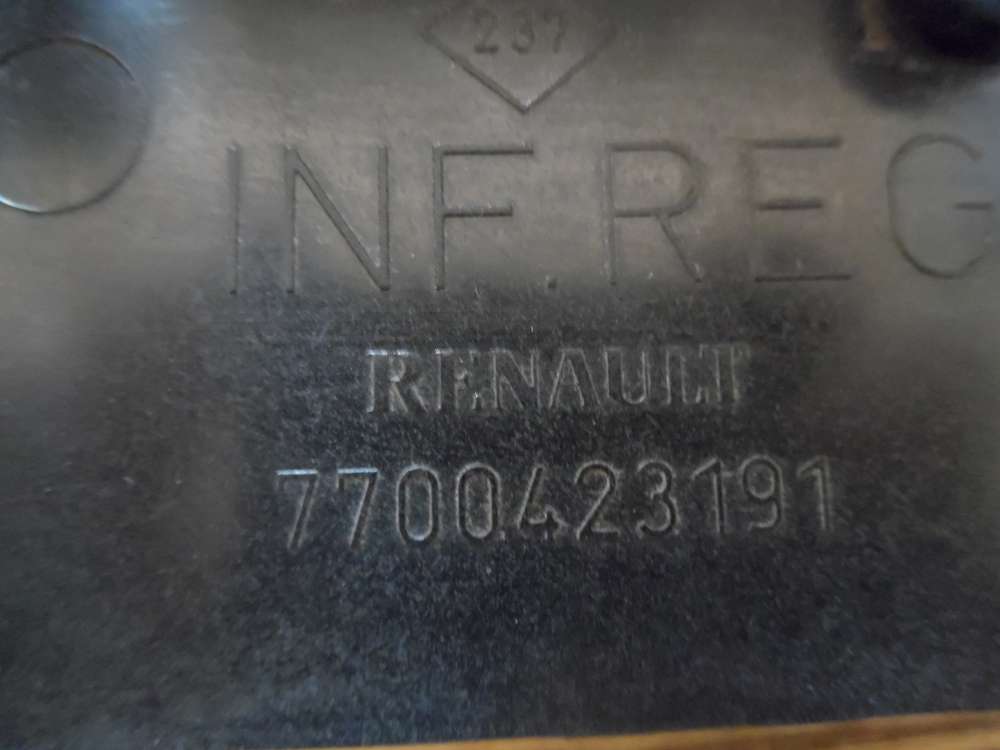 237
INF.REG
RENAULT
7700423191